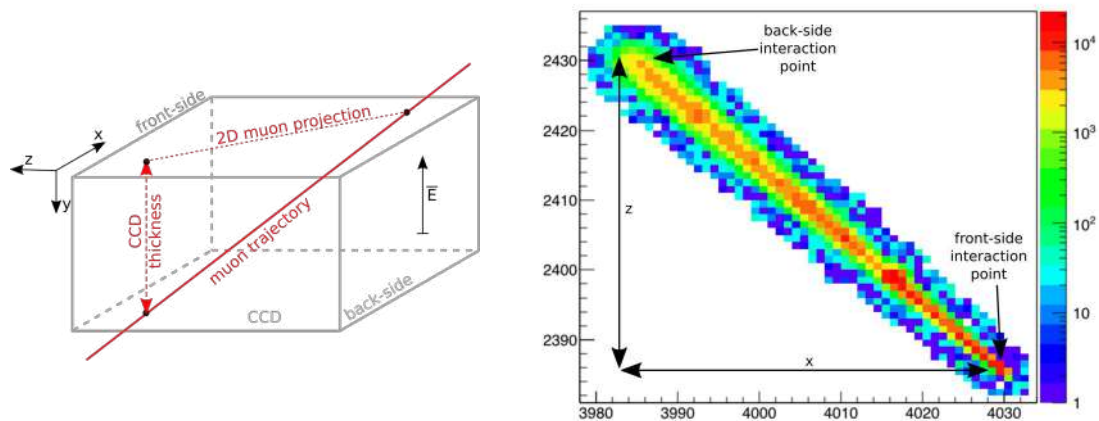 front-side
x
z
y
2D muon projection
CCD
thickness
muon trajectory
E
CCD
back-side
back-side
interaction
point
front-side
interaction
point
z
x
2430
2420
2410
2400
2390
3980 3990 4000 4010 4020 4030
10⁴
10³
10²
10
1